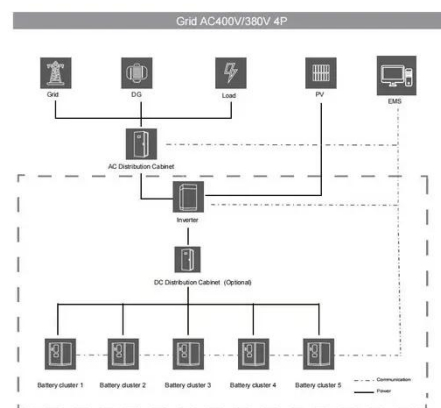 Grid AC400V/380V 4P
Grid
DG
Load
PV
EMS
AC Distribution Cabinet
Inverter
DC Distribution Cabinet (Optional)
Battery cluster 1
Battery cluster 2
Battery cluster 3
Battery cluster 4
Battery cluster 5
Communication
Power